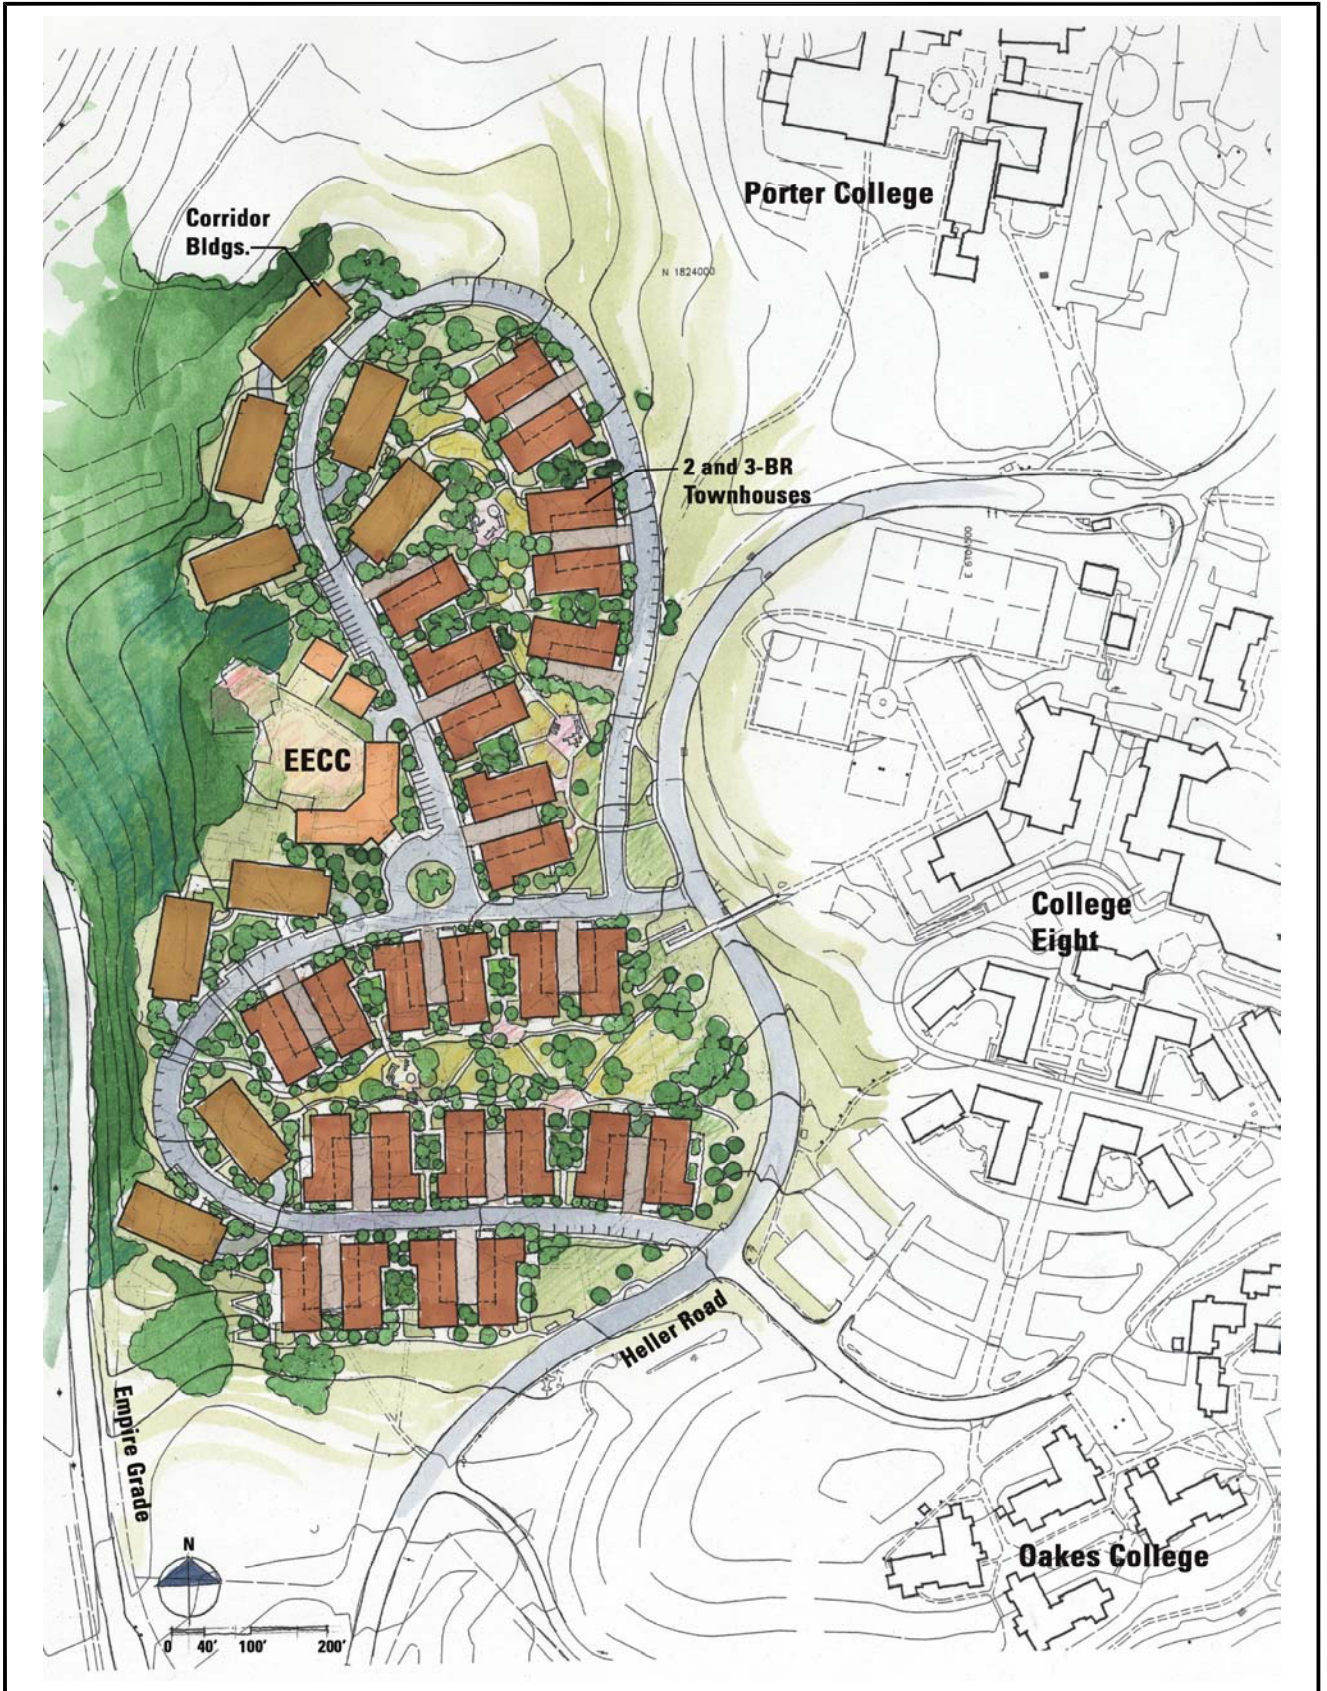 Porter College
Corridor
Bldgs.
N 1824000
2 and 3-BR
Townhouses
E 6104500
EECC
College
Eight
Heller Road
Empire Grade
N
Oakes College
0 40' 100' 200'